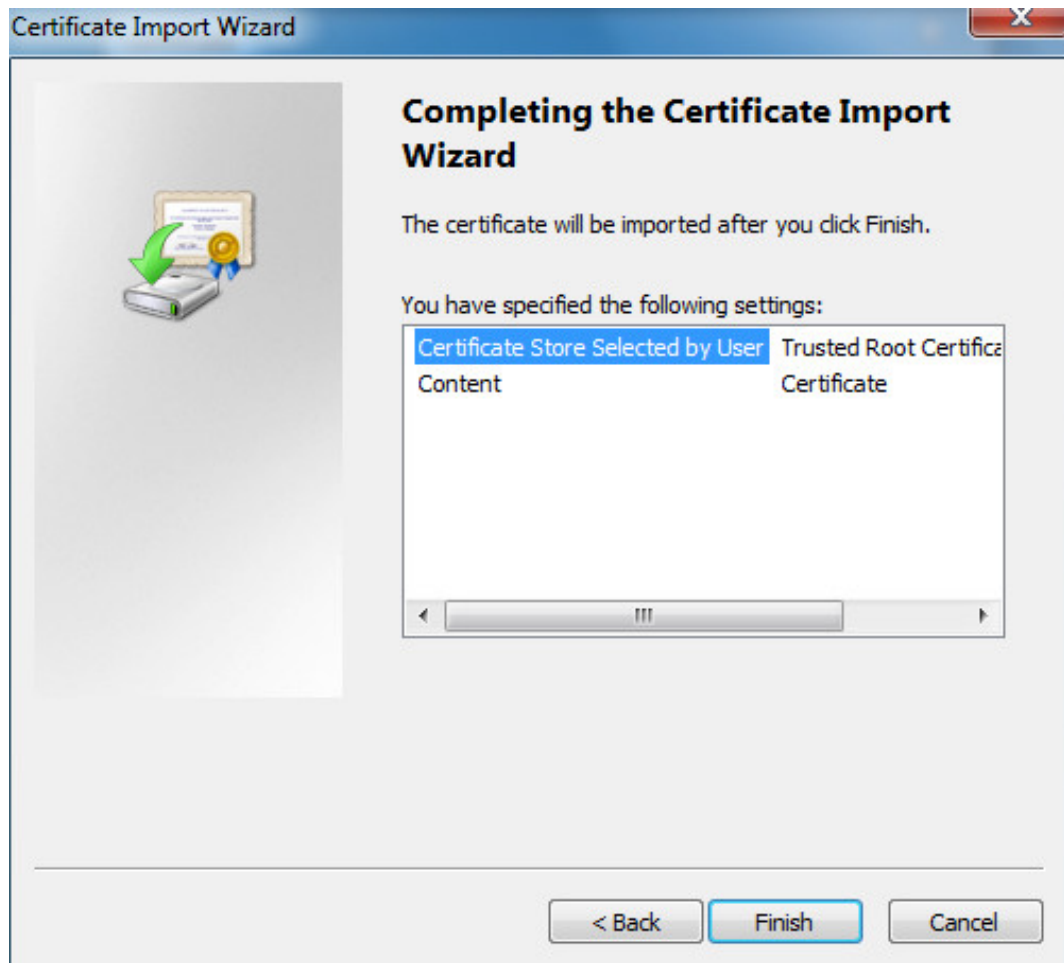 Certificate Import Wizard
X
Completing the Certificate Import
Wizard
The certificate will be imported after you click Finish.
You have specified the following settings:
Certificate Store Selected by User Trusted Root Certifica
Content Certificate
< Back Finish Cancel